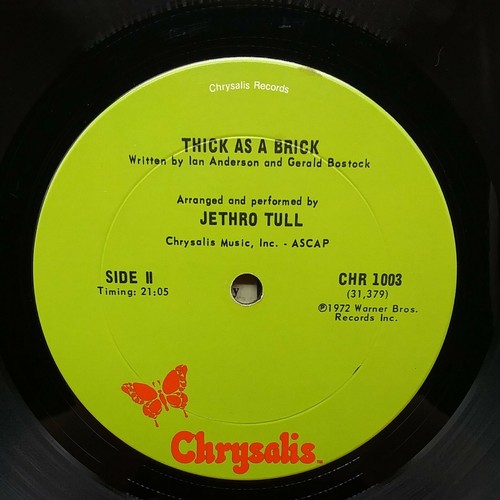 Chrysalis Records
THICK AS A BRICK
Written by Ian Anderson and Gerald Bostock
Arranged and performed by
JETHRO TULL
Chrysalis Music, Inc. - ASCAP
SIDE II
Timing: 21:05
y
CHR 1003
(31,379)
℗1972 Warner Bros.
Records Inc.
Chrysalis™